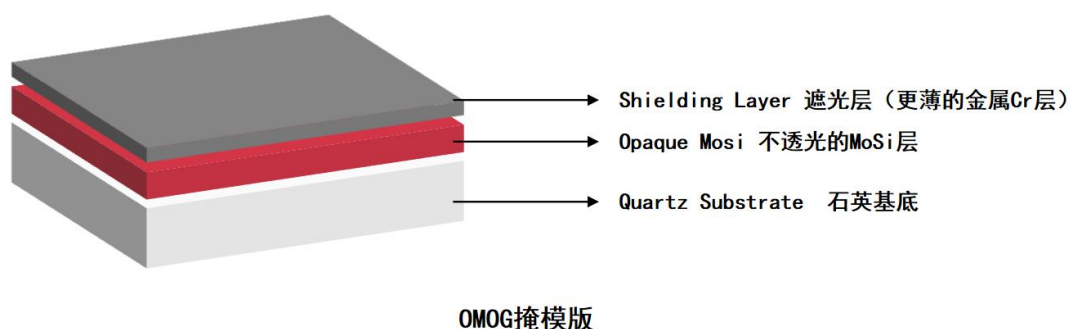 Shielding Layer 遮光层（更薄的金属Cr层）
Opaque Mosi 不透光的MoSi层
Quartz Substrate 石英基底
OMOG掩模版